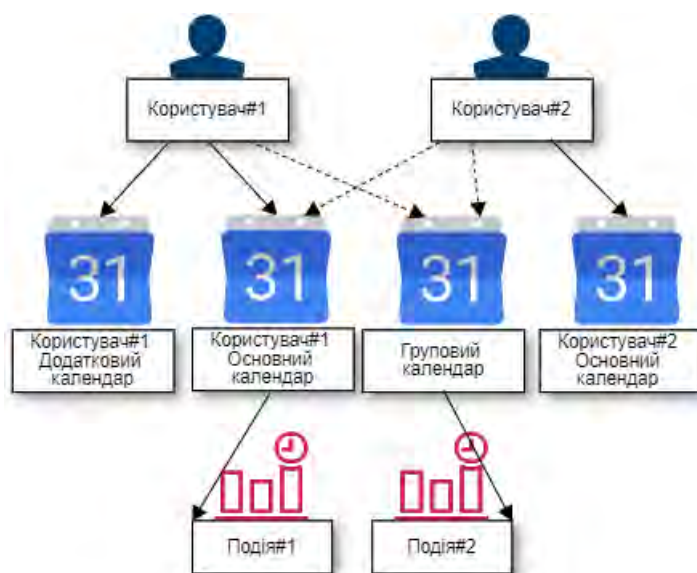 Користувач#1
Користувач#2
31
31
31
31
Користувач#1
Додатковий
календар
Користувач#1
Основний
календар
Груповий
календар
Користувач#2
Основний
календар
Подія#1
Подія#2